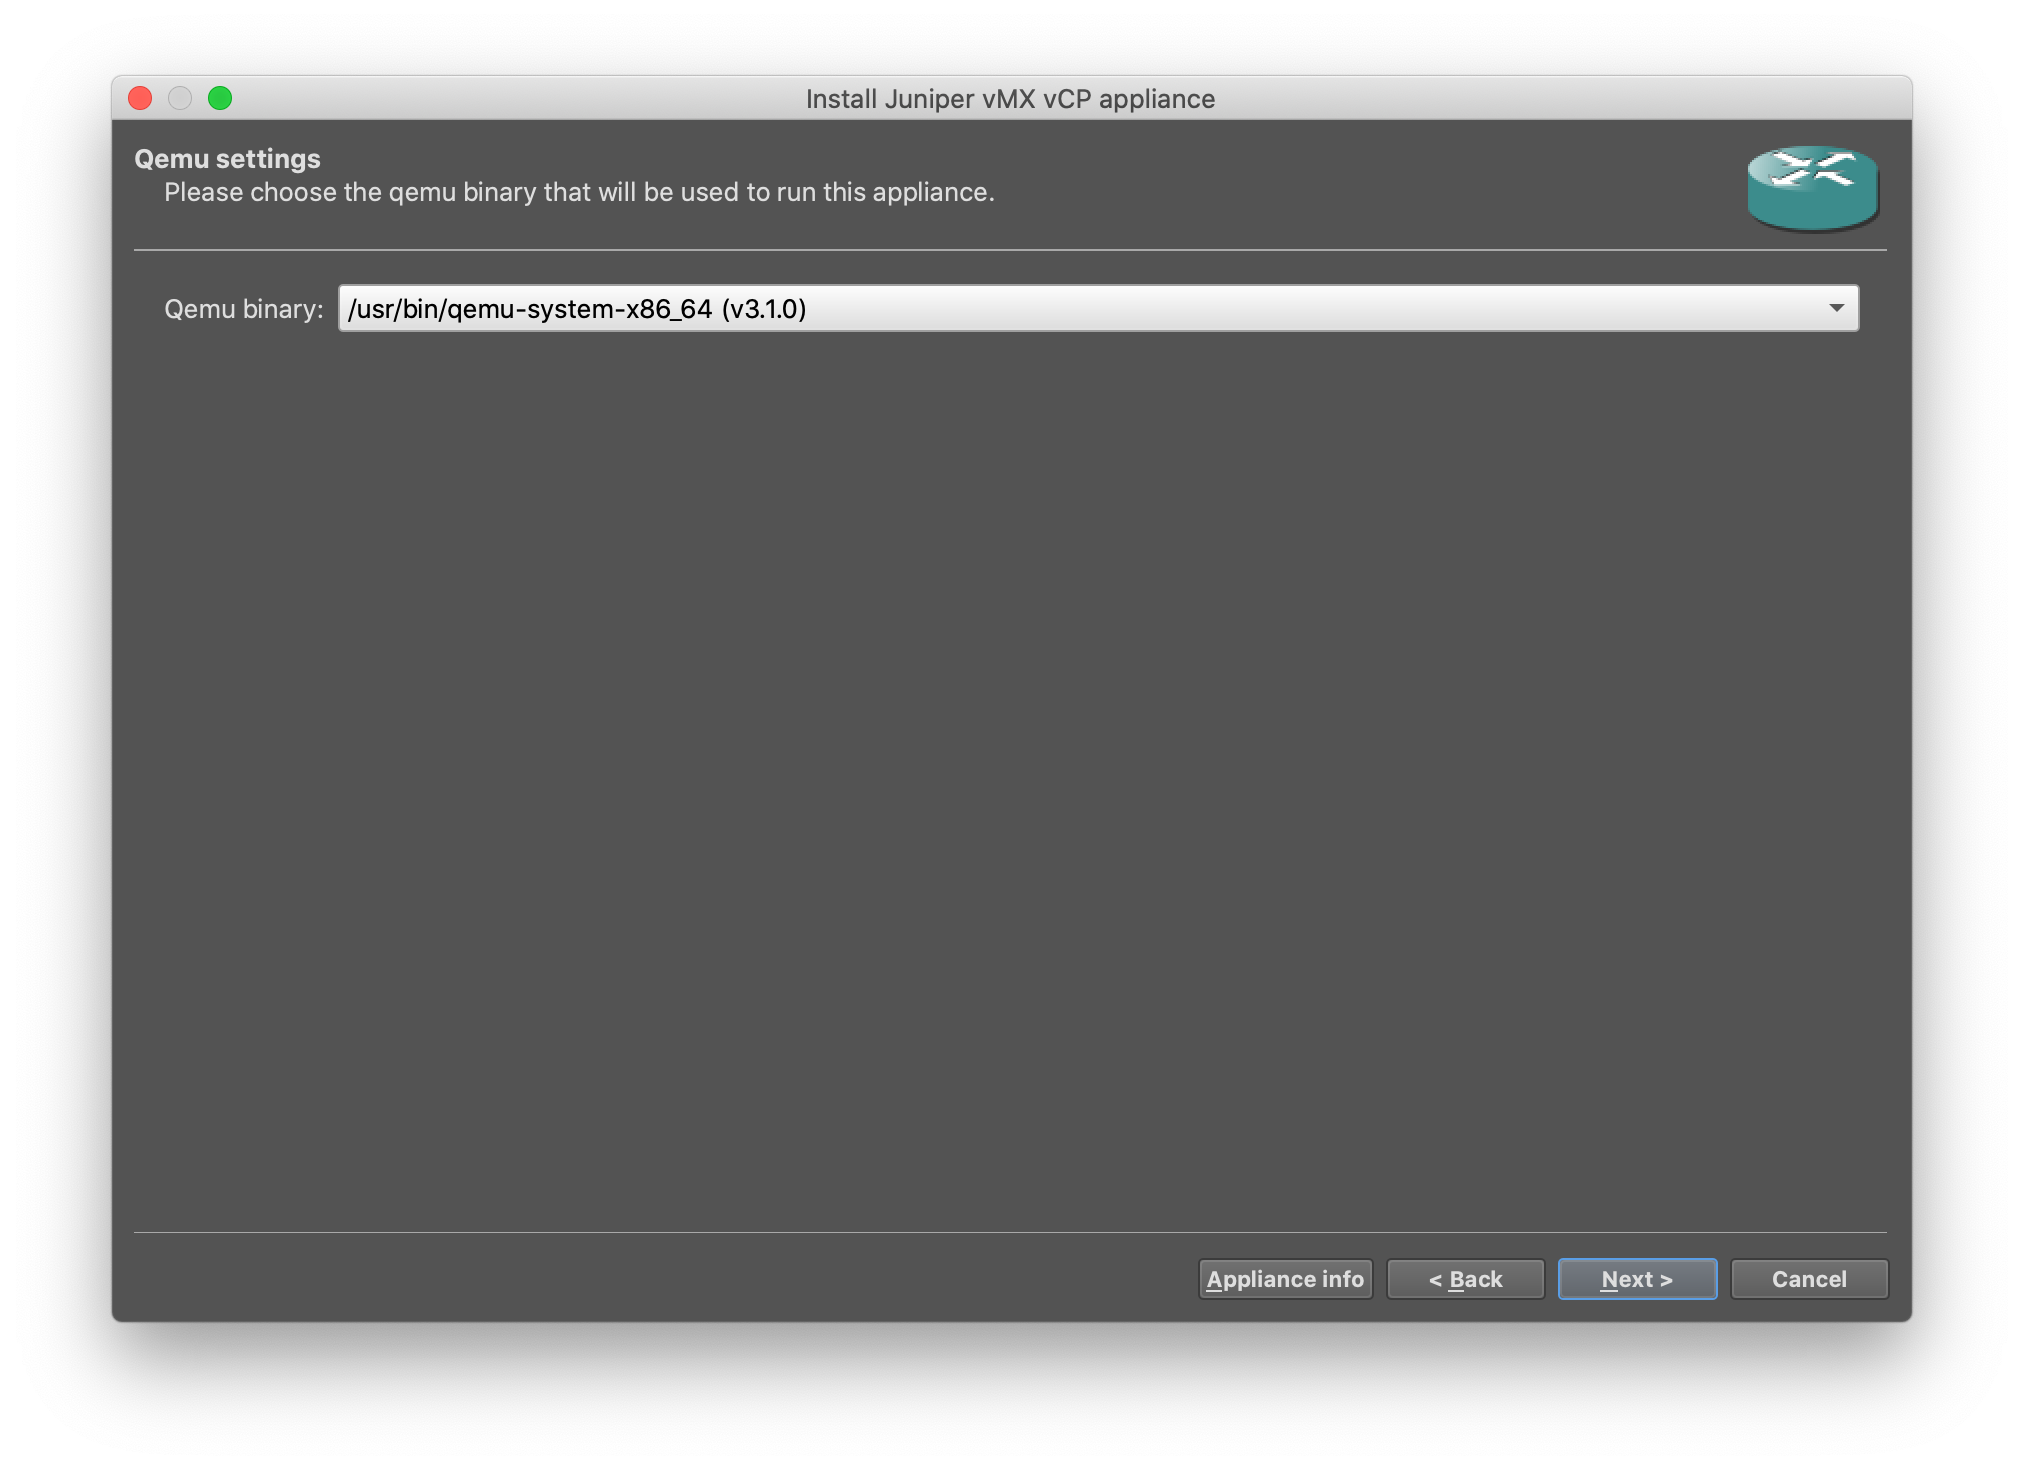 Install Juniper vMX vCP appliance
Qemu settings
Please choose the qemu binary that will be used to run this appliance.
Qemu binary: /usr/bin/qemu-system-x86_64 (v3.1.0)
Appliance info < Back Next > Cancel